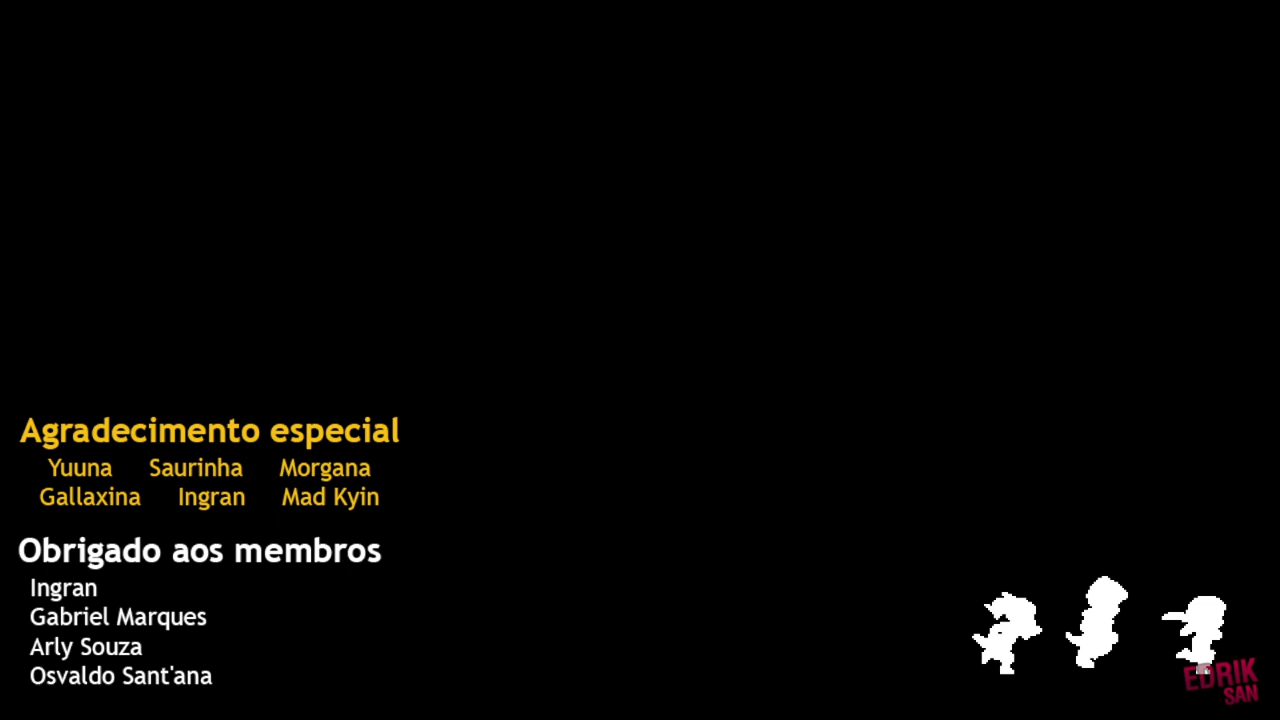 Agradecimento especial
Yuuna Saurinha Morgana
Gallaxina Ingran Mad Kyin
Obrigado aos membros
Ingran
Gabriel Marques
Arly Souza
Osvaldo Sant'ana
EDRIK
SAN